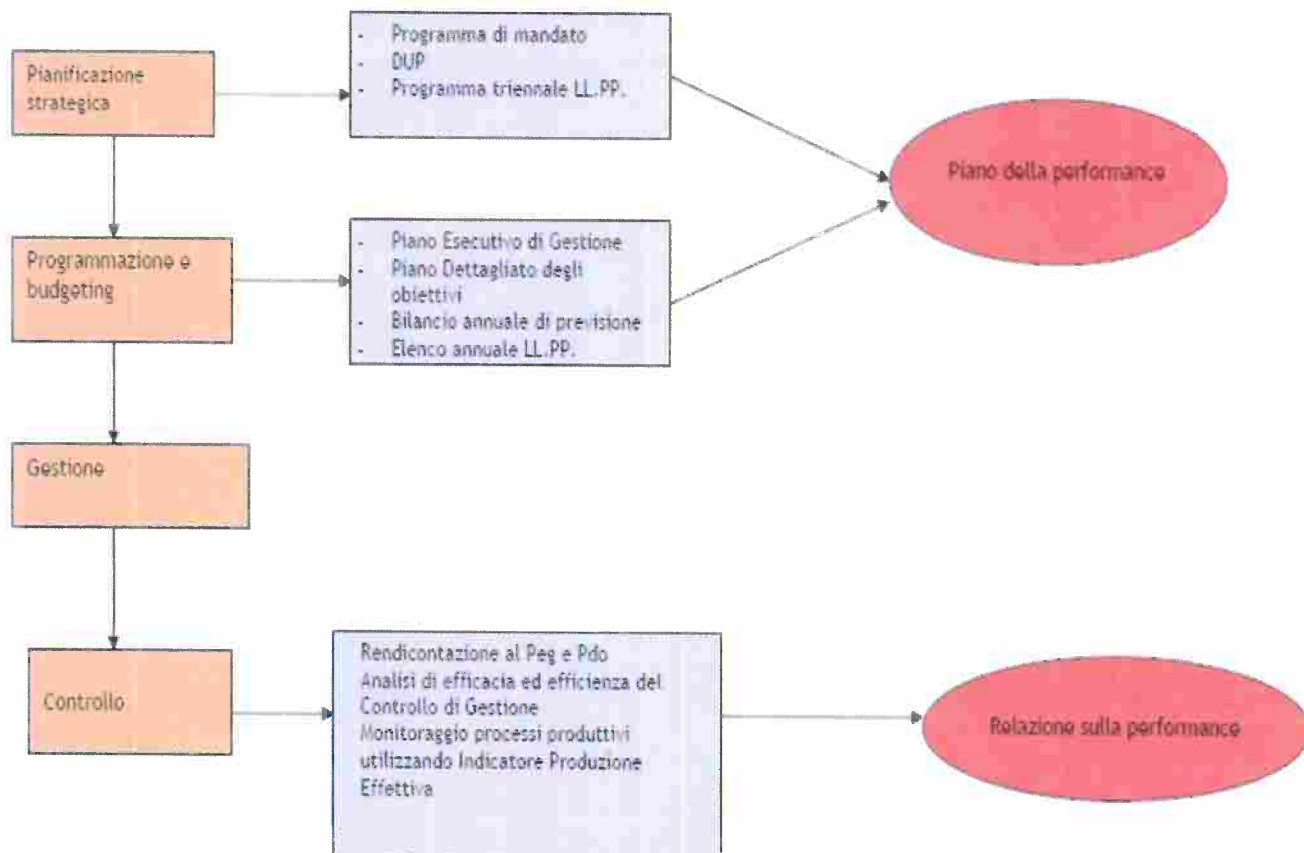 Pianificazione
strategica
- Programma di mandato
- DUP
- Programma triennale LL.PP.
Piano della performance
Programmazione e
budgeting
- Piano Esecutivo di Gestione
- Piano Dettagliato degli
obiettivi
- Bilancio annuale di previsione
- Elenco annuale LL.PP.
Gestione
Controllo
Rendicontazione al Peg e Pdo
Analisi di efficacia ed efficienza del
Controllo di Gestione
Monitoraggio processi produttivi
utilizzando Indicatore Produzione
Effettiva
Relazione sulla performance